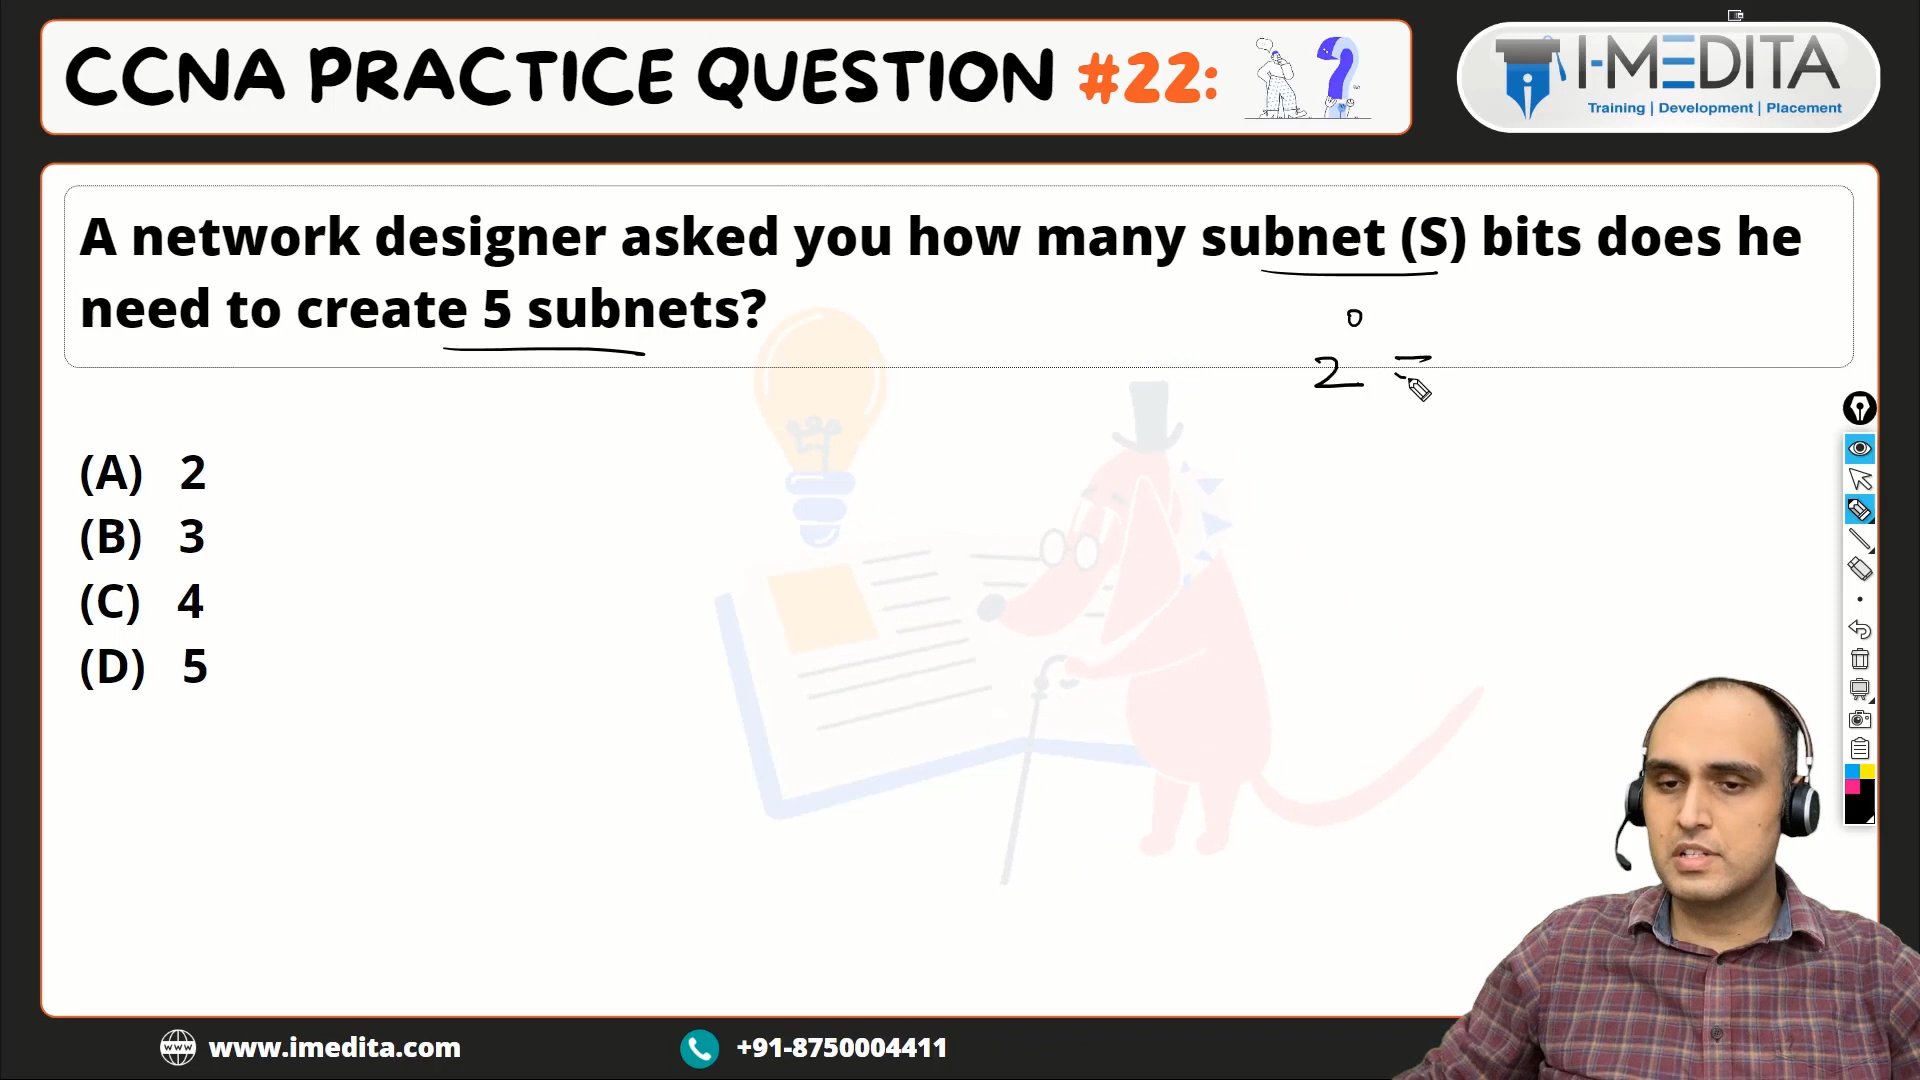 CCNA PRACTICE QUESTION #22:
I-MEDITA
Training | Development | Placement
A network designer asked you how many subnet (S) bits does he
need to create 5 subnets?
0
2 =
(A) 2
(B) 3
(C) 4
(D) 5
www
www.imedita.com
+91-8750004411